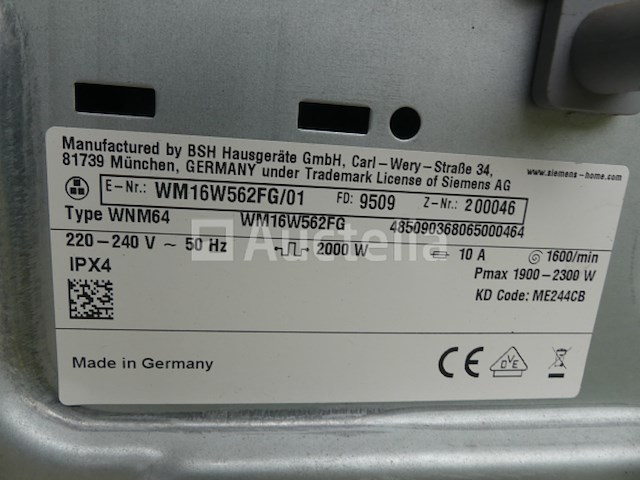 Manufactured by BSH Hausgeräte GmbH, Carl-Wery-Straße 34,
81739 München, GERMANY under Trademark License of Siemens AG
www.siemens-home.com
E-Nr.: WM16W562FG/01 FD: 9509 Z-Nr.: 200046
Type WNM64 WM16W562FG 485090368065000464
220-240 V ~ 50 Hz 2000 W 10 A 1600/min
IPX4 Pmax 1900-2300 W
KD Code: ME244CB
Made in Germany CE DVE
Auctelia